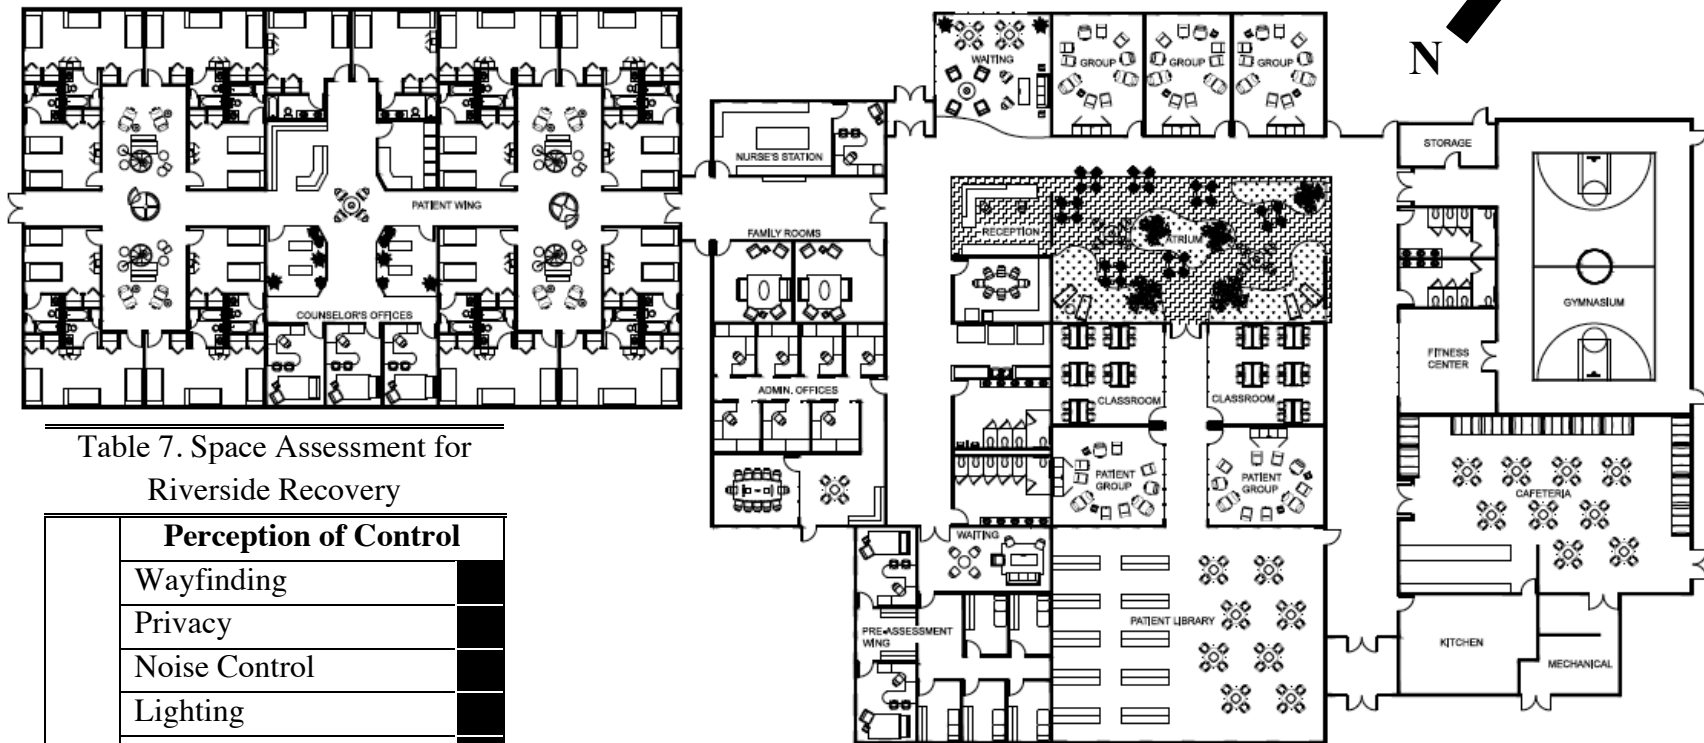 N
WAITING
GROUP
GROUP
GROUP
STORAGE
NURSE'S STATION
PATIENT WING
RECEPTION
FAMILY ROOMS
ATRIUM
GYMNASIUM
COUNSELOR'S OFFICES
FITNESS
CENTER
ADMIN. OFFICES
CLASSROOM
CLASSROOM
PATIENT
GROUP
PATIENT
GROUP
CAFETERIA
WAITING
PRE-ASSESSMENT
WING
PATIENT LIBRARY
KITCHEN
MECHANICAL
Table 7. Space Assessment for
Riverside Recovery
Perception of Control
Wayfinding
Privacy
Noise Control
Lighting